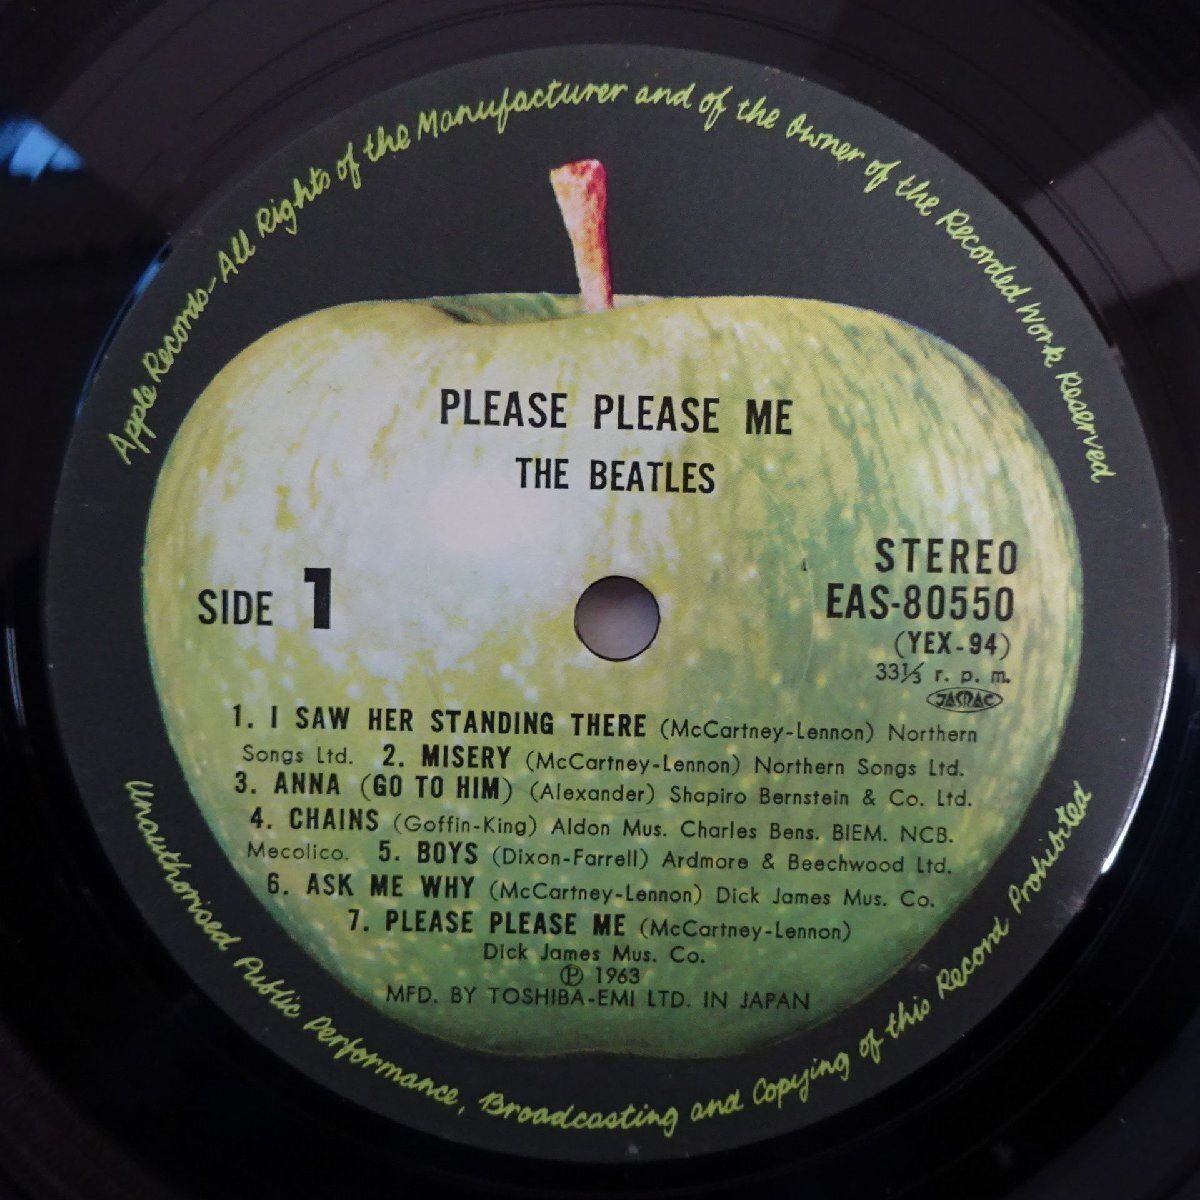 Apple Records-All Rights of the Manufacturer and of the Owner of the Recorded Work Reserved
PLEASE PLEASE ME
THE BEATLES
SIDE 1
STEREO
EAS-80550
(YEX-94)
33⅓ r. p. m.
JASRAC
1. I SAW HER STANDING THERE (McCartney-Lennon) Northern
Songs Ltd. 2. MISERY (McCartney-Lennon) Northern Songs Ltd.
3. ANNA (GO TO HIM) (Alexander) Shapiro Bernstein & Co. Ltd.
4. CHAINS (Goffin-King) Aldon Mus. Charles Bens. BIEM. NCB.
Mecolico. 5. BOYS (Dixon-Farrell) Ardmore & Beechwood Ltd.
6. ASK ME WHY (McCartney-Lennon) Dick James Mus. Co.
7. PLEASE PLEASE ME (McCartney-Lennon)
Dick James Mus. Co.
℗ 1963
MFD. BY TOSHIBA-EMI LTD. IN JAPAN
Unauthorised Public Performance, Broadcasting and Copying of this Record Prohibited